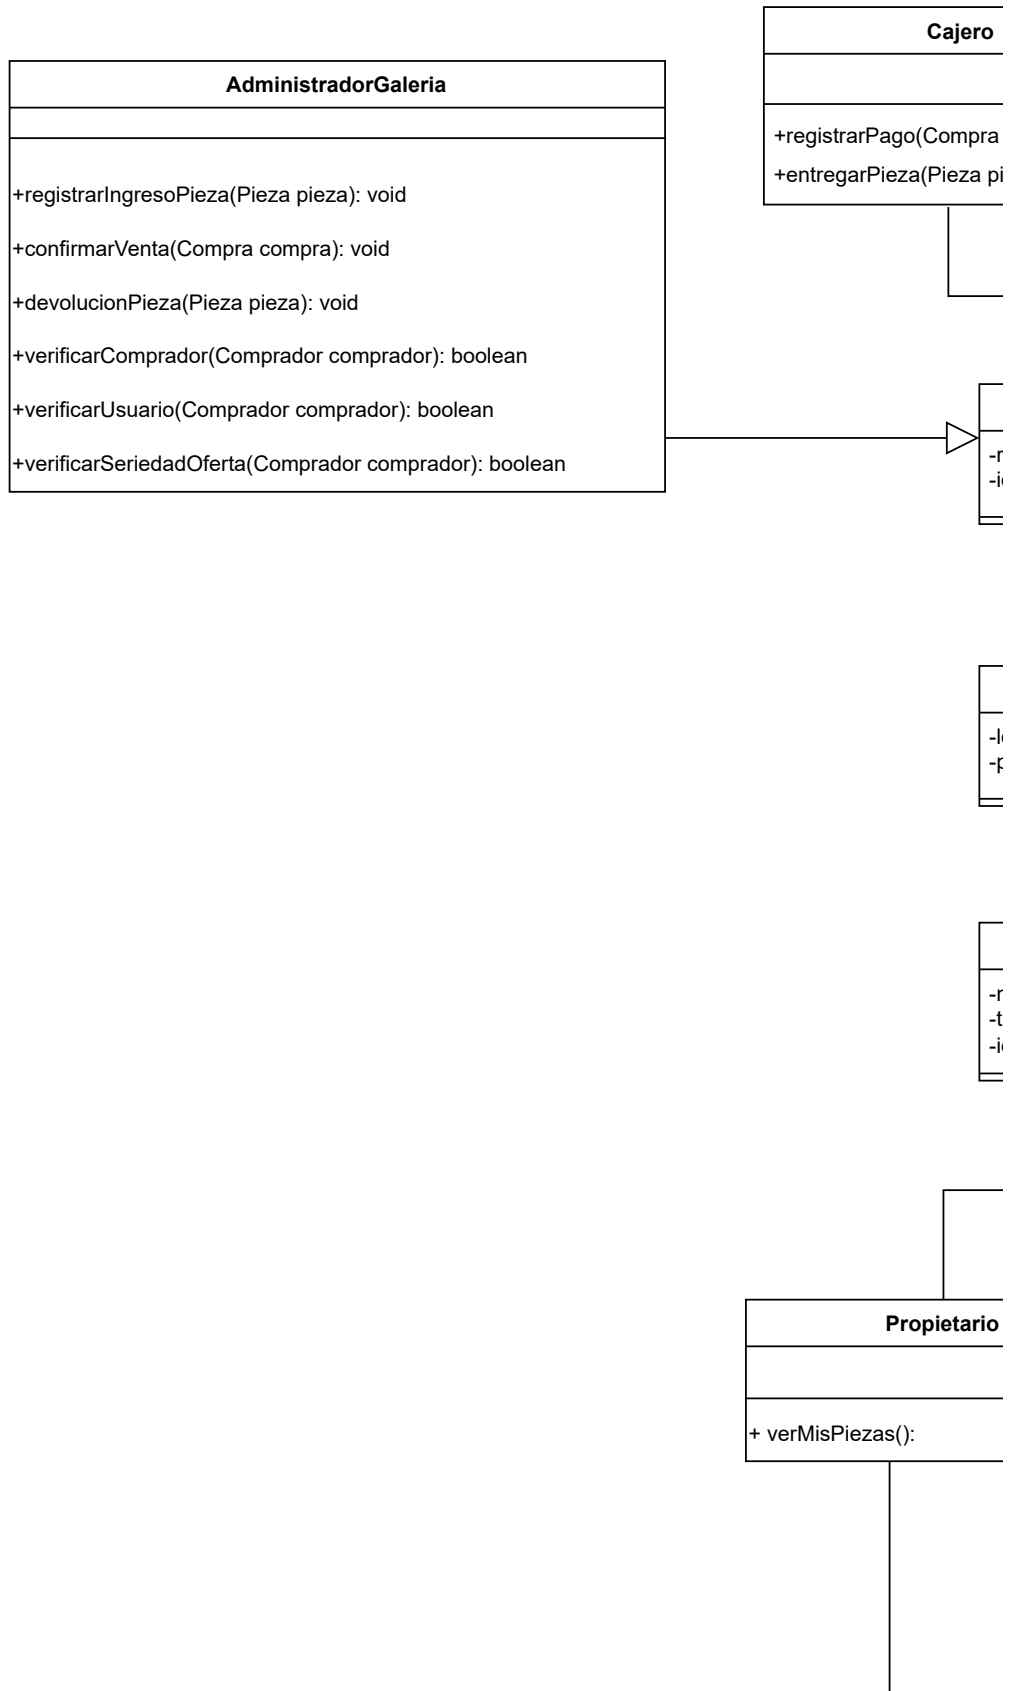 Cajero
+registrarPago(Compra
+entregarPieza(Pieza
AdministradorGaleria
+registrarIngresoPieza(Pieza pieza): void
+confirmarVenta(Compra compra): void
+devolucionPieza(Pieza pieza): void
+verificarComprador(Comprador comprador): boolean
+verificarUsuario(Comprador comprador): boolean
+verificarSeriedadOferta(Comprador comprador): boolean
Propietario
+ verMisPiezas():